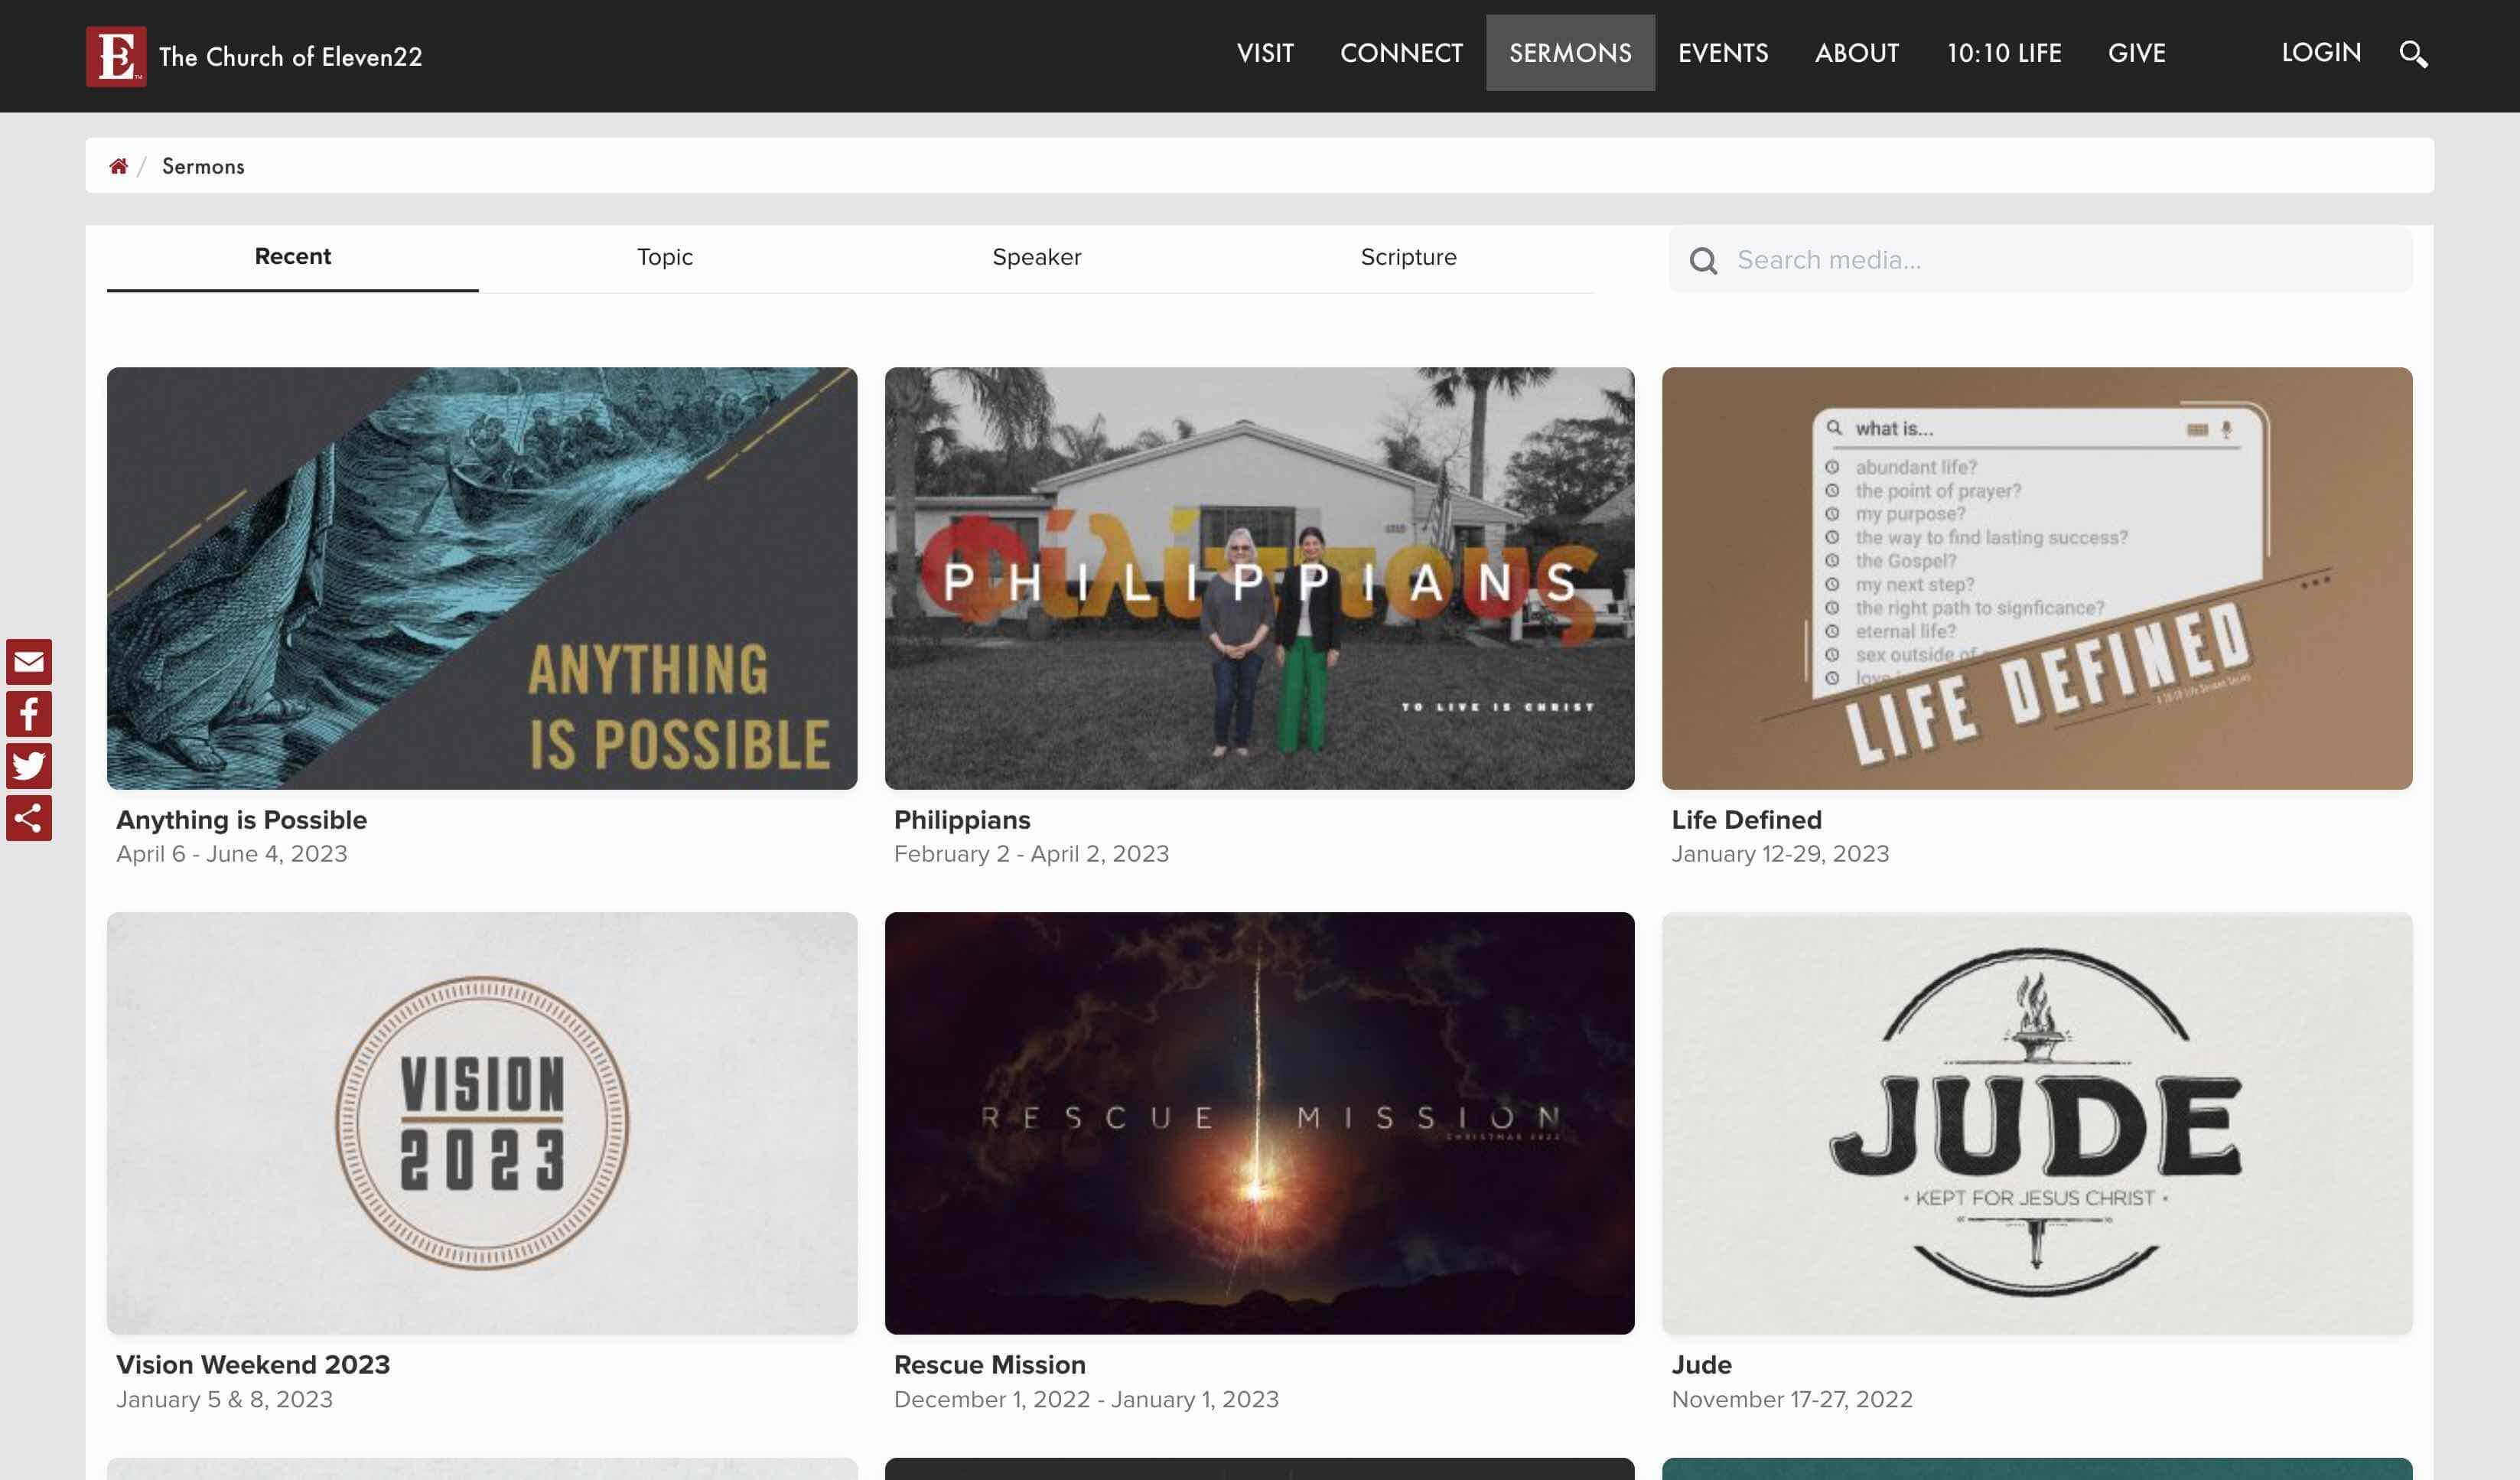 The Church of Eleven22
VISIT CONNECT SERMONS EVENTS ABOUT 10:10 LIFE GIVE LOGIN
/ Sermons
Recent Topic Speaker Scripture Search media...
ANYTHING
IS POSSIBLE
Φίλίππους
PHILIPPIANS
TO LIVE IS CHRIST
what is...
abundant life?
the point of prayer?
my purpose?
the way to find lasting success?
the Gospel?
my next step?
the right path to signficance?
eternal life?
sex outside of
love
LIFE DEFINED
A 10:10 Life Sermon Series
Anything is Possible
April 6 - June 4, 2023
Philippians
February 2 - April 2, 2023
Life Defined
January 12-29, 2023
VISION
2023
RESCUE MISSION
CHRISTMAS 2022
JUDE
• KEPT FOR JESUS CHRIST •
Vision Weekend 2023
January 5 & 8, 2023
Rescue Mission
December 1, 2022 - January 1, 2023
Jude
November 17-27, 2022